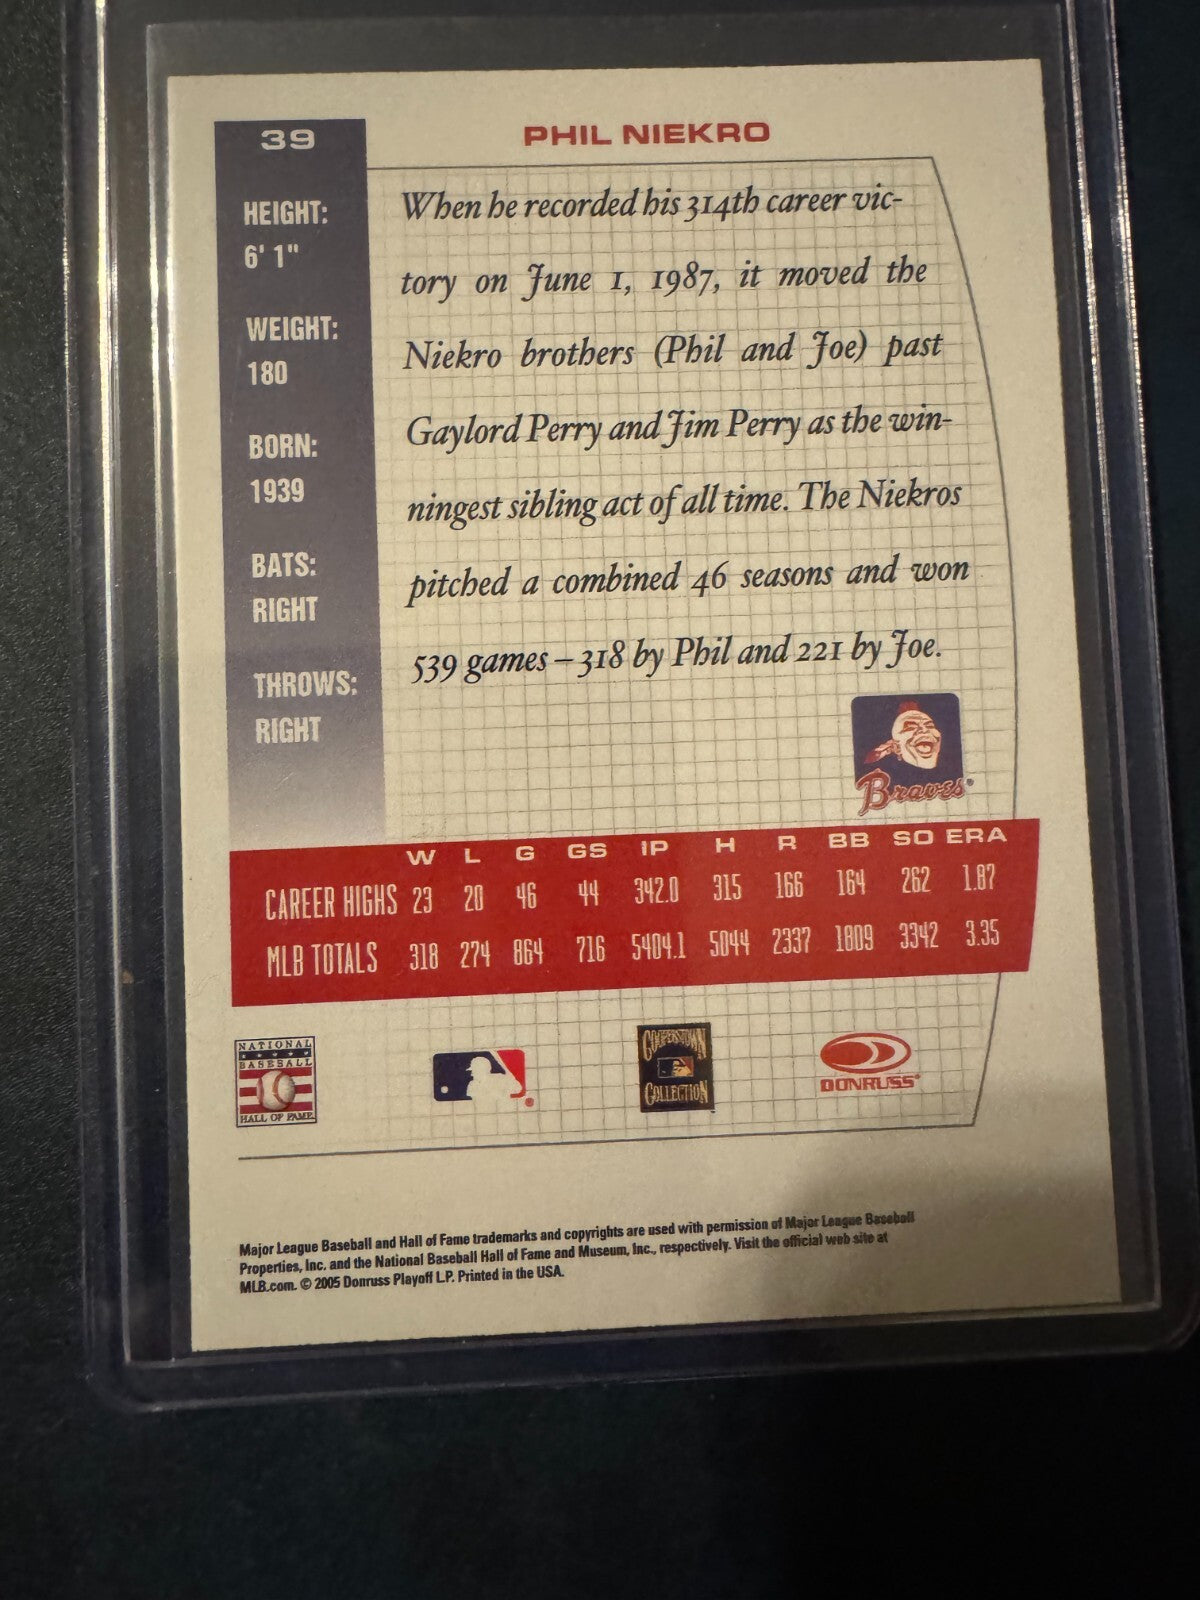 39
PHIL NIEKRO
HEIGHT:
6' 1"
WEIGHT:
180
BORN:
1939
BATS:
RIGHT
THROWS:
RIGHT
When he recorded his 314th career vic-
tory on June 1, 1987, it moved the
Niekro brothers (Phil and Joe) past
Gaylord Perry and Jim Perry as the win-
ningest sibling act of all time. The Niekros
pitched a combined 46 seasons and won
539 games – 318 by Phil and 221 by Joe.
Braves®
W L G GS IP H R BB SO ERA
CAREER HIGHS 23 20 46 44 342.0 315 166 164 262 1.87
MLB TOTALS 318 274 864 716 5404.1 5044 2337 1809 3342 3.35
NATIONAL
BASEBALL
HALL OF FAME
COOPERSTOWN
COLLECTION
DONRUSS®
Major League Baseball and Hall of Fame trademarks and copyrights are used with permission of Major League Baseball
Properties, Inc. and the National Baseball Hall of Fame and Museum, Inc., respectively. Visit the official web site at
MLB.com. © 2005 Donruss Playoff L.P. Printed in the USA.